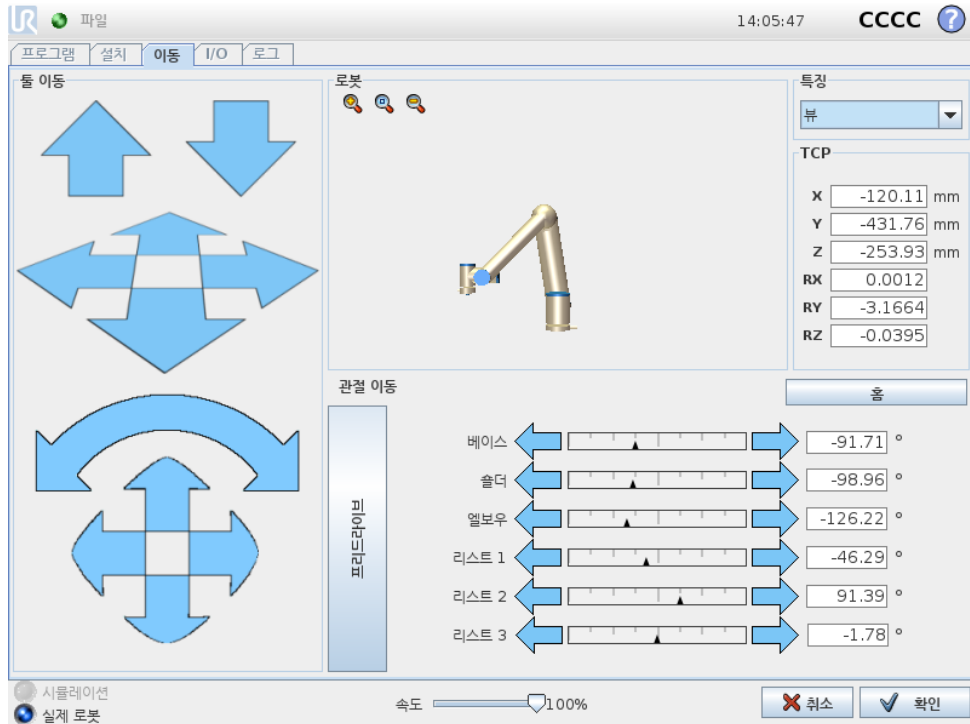 UR 파일 14:05:47 CCCC ?
프로그램 설치 이동 I/O 로그
툴 이동
로봇
특징
뷰
TCP
X -120.11 mm
Y -431.76 mm
Z -253.93 mm
RX 0.0012
RY -3.1664
RZ -0.0395
관절 이동
홈
프리드라이브
베이스 -91.71 °
숄더 -98.96 °
엘보우 -126.22 °
리스트 1 -46.29 °
리스트 2 91.39 °
리스트 3 -1.78 °
시뮬레이션
실제 로봇
속도 100%
취소 확인